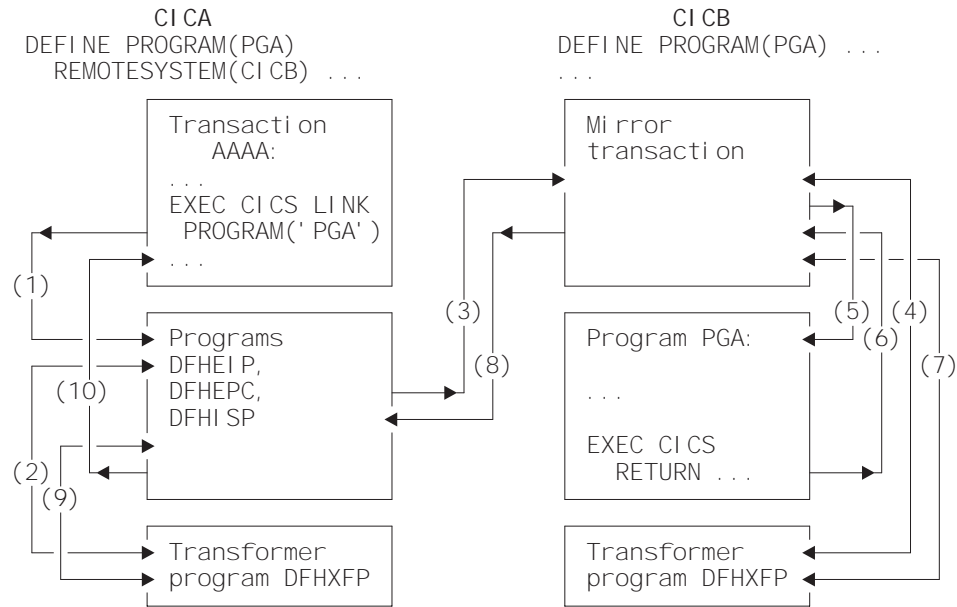 CICA
DEFINE PROGRAM(PGA)
REMOTESYSTEM(CICB) ...
CICB
DEFINE PROGRAM(PGA) ...
...
Transaction
AAAA:
...
EXEC CICS LINK
PROGRAM('PGA')
...
Mirror
transaction
(1)
(3)
(5)
(4)
Programs
DFHEIP,
DFHEPC,
DFHISP
Program PGA:
...
EXEC CICS
RETURN ...
(6)
(8)
(7)
(10)
(2)
(9)
Transformer
program DFHXFP
Transformer
program DFHXFP